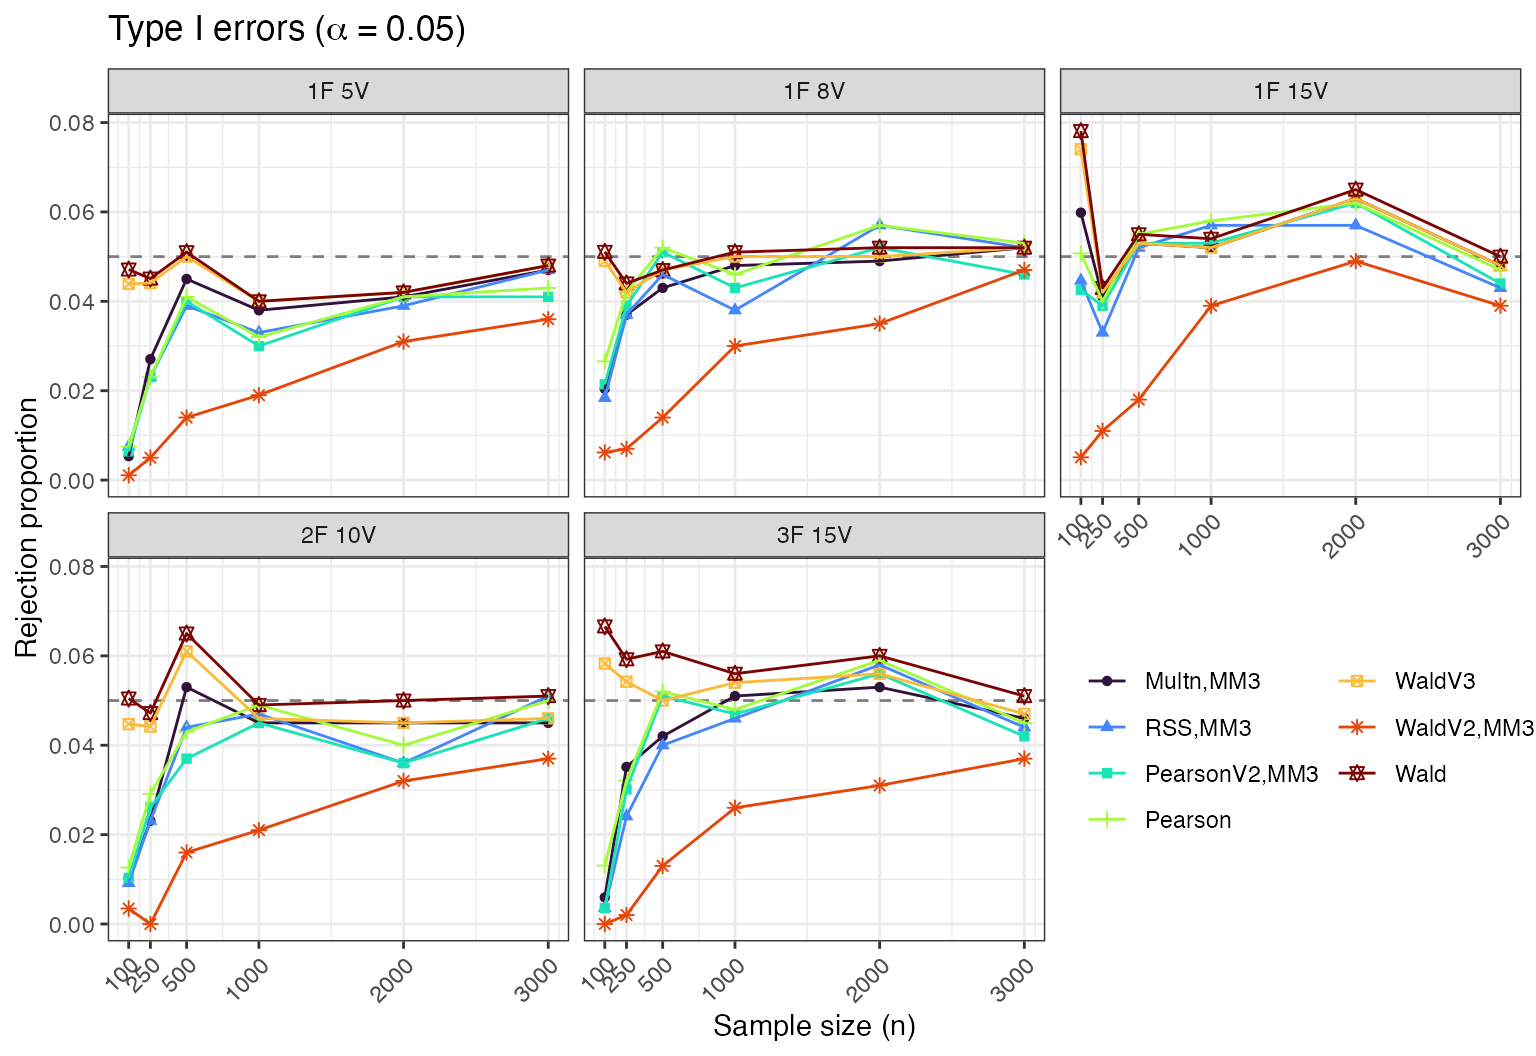 Type I errors (α = 0.05)
1F 5V
1F 8V
1F 15V
0.08
0.06
0.04
0.02
0.00
100
250
500
1000
2000
3000
2F 10V
3F 15V
0.08
0.06
0.04
0.02
0.00
100
250
500
1000
2000
3000
100
250
500
1000
2000
3000
Rejection proportion
Sample size (n)
Multn,MM3
RSS,MM3
PearsonV2,MM3
Pearson
WaldV3
WaldV2,MM3
Wald